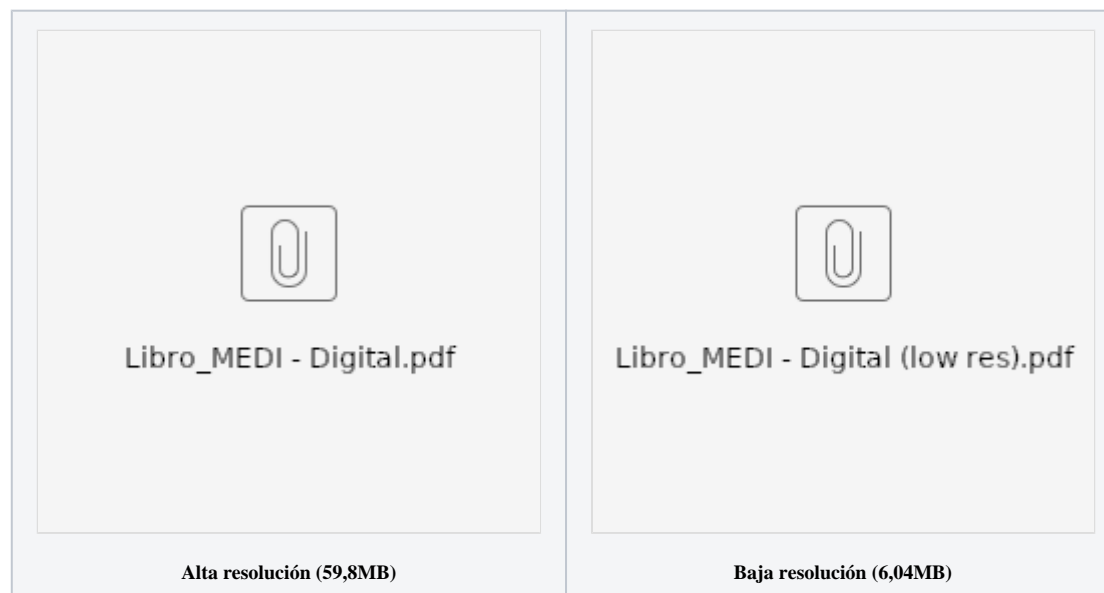 Libro_MEDI - Digital.pdf
Libro_MEDI - Digital (low res).pdf
Alta resolución (59,8MB)
Baja resolución (6,04MB)